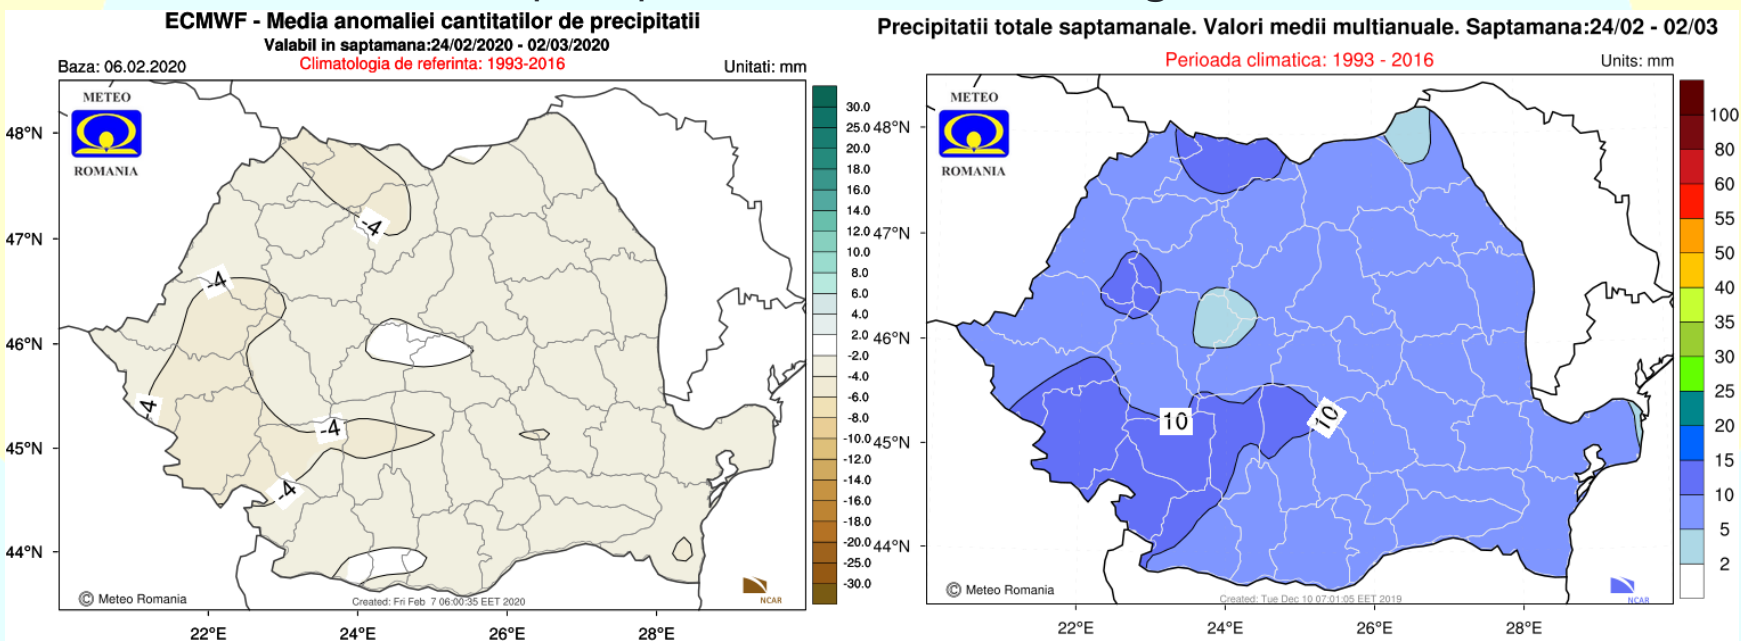 ECMWF - Media anomaliei cantitatilor de precipitatii
Valabil in saptamana:24/02/2020 - 02/03/2020
Baza: 06.02.2020
Climatologia de referinta: 1993-2016
Unitati: mm
METEO
ROMANIA
48°N
47°N
46°N
45°N
44°N
22°E
24°E
26°E
28°E
-4
-4
-4
-4
-4
30.0
25.0
20.0
18.0
16.0
14.0
12.0
10.0
8.0
6.0
4.0
2.0
-2.0
-4.0
-6.0
-8.0
-10.0
-12.0
-14.0
-16.0
-18.0
-20.0
-25.0
-30.0
© Meteo Romania
Created: Fri Feb 7 06:00:35 EET 2020
NCAR
Precipitatii totale saptamanale. Valori medii multianuale. Saptamana:24/02 - 02/03
Perioada climatica: 1993 - 2016
Units: mm
METEO
ROMANIA
48°N
47°N
46°N
45°N
44°N
22°E
24°E
26°E
28°E
10
10
100
80
60
55
50
40
35
30
25
20
15
10
5
2
© Meteo Romania
Created: Tue Dec 10 07:01:05 EET 2019
NCAR